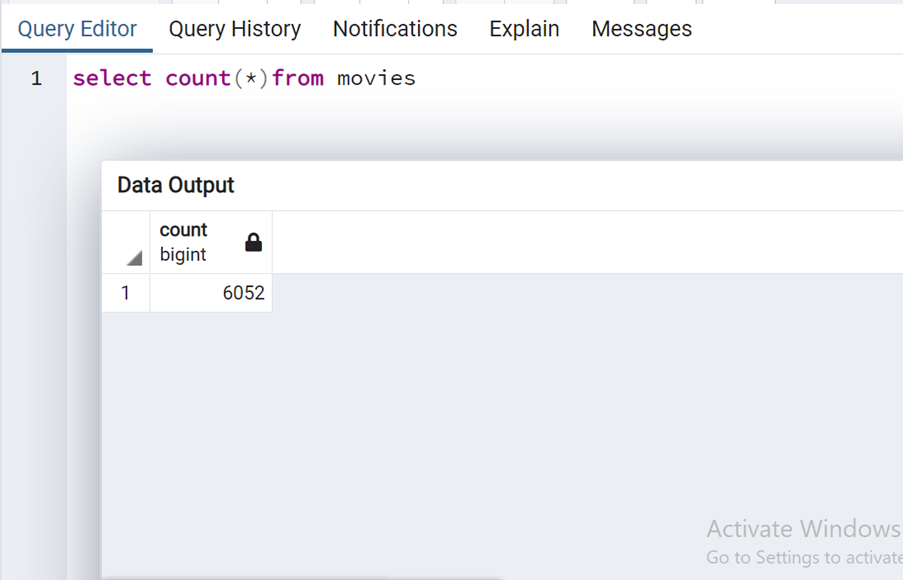 Query Editor Query History Notifications Explain Messages
1 select count(*)from movies
Data Output
count
bigint
1 6052
Activate Windows
Go to Settings to activate